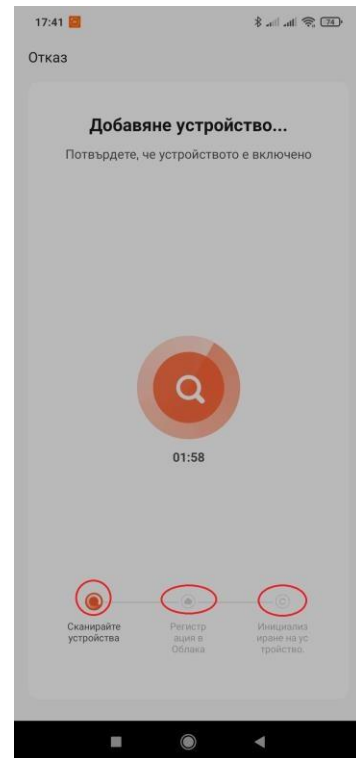 17:41
74
Отказ
Добавяне устройство...
Потвърдете, че устройството е включено
01:58
Сканирайте
устройства
Регистр
ация в
Облака
Инициализ
иране на ус
тройство.